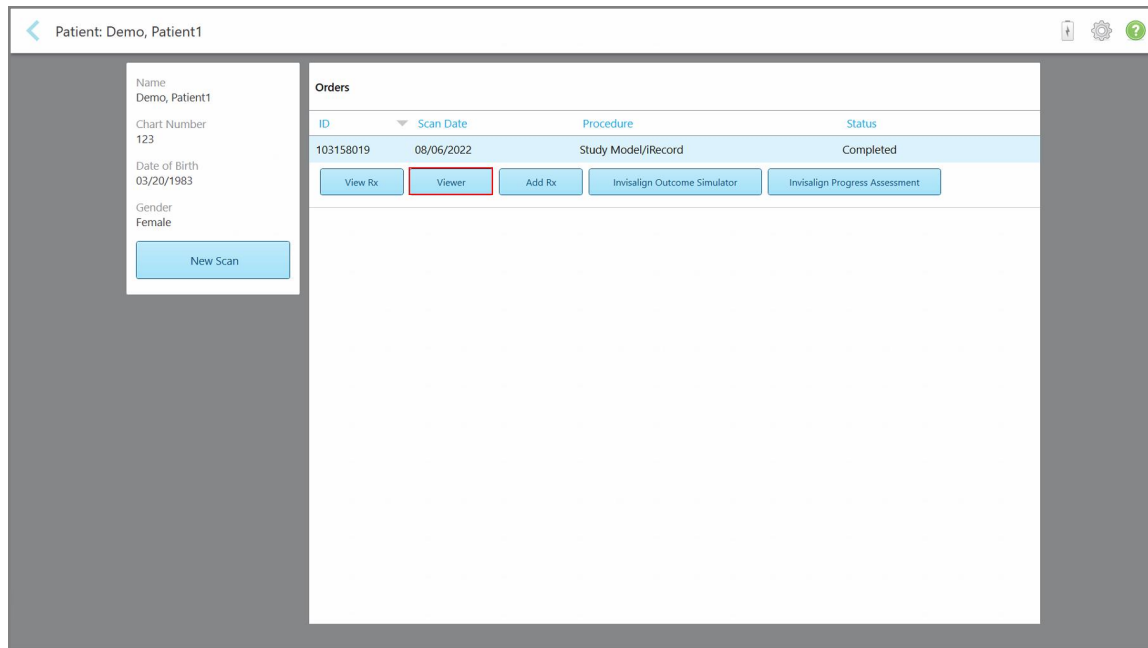 Patient: Demo, Patient1
?
Name
Demo, Patient1
Chart Number
123
Date of Birth
03/20/1983
Gender
Female
New Scan
Orders
ID Scan Date Procedure Status
103158019 08/06/2022 Study Model/iRecord Completed
View Rx Viewer Add Rx Invisalign Outcome Simulator Invisalign Progress Assessment